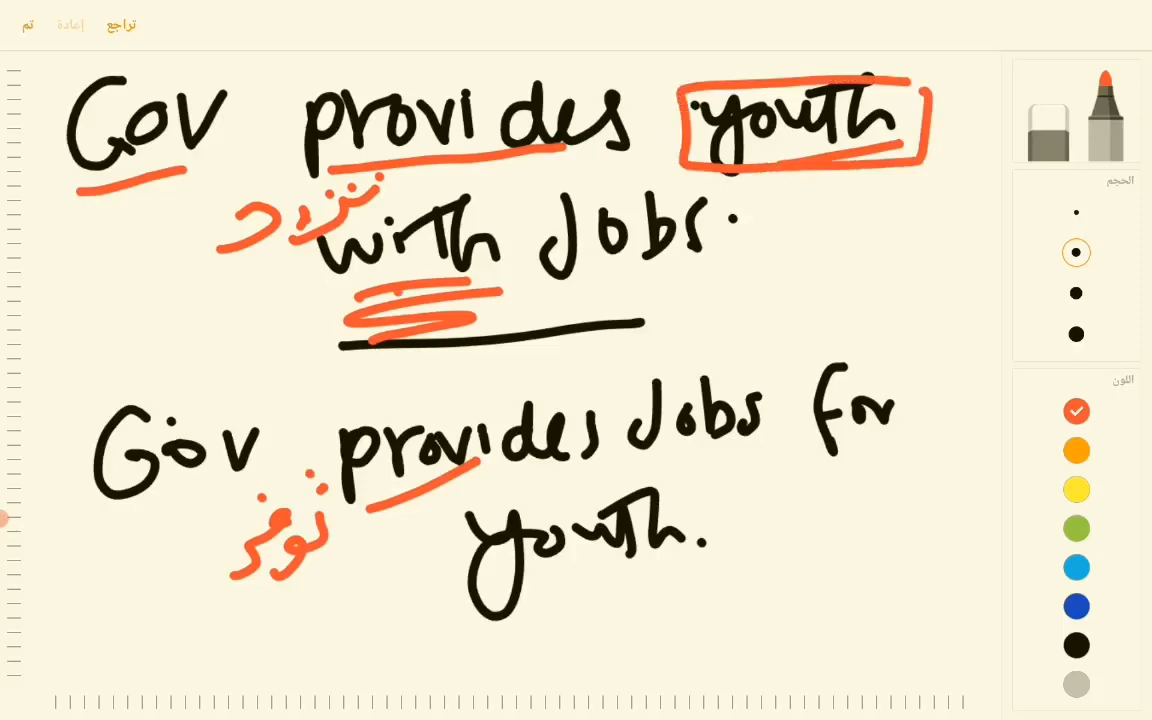 تراجع إعادة تم
Gov provides youth
تزود
with Jobs.
Gov provides Jobs for
توفر
youth.
الحجم
اللون